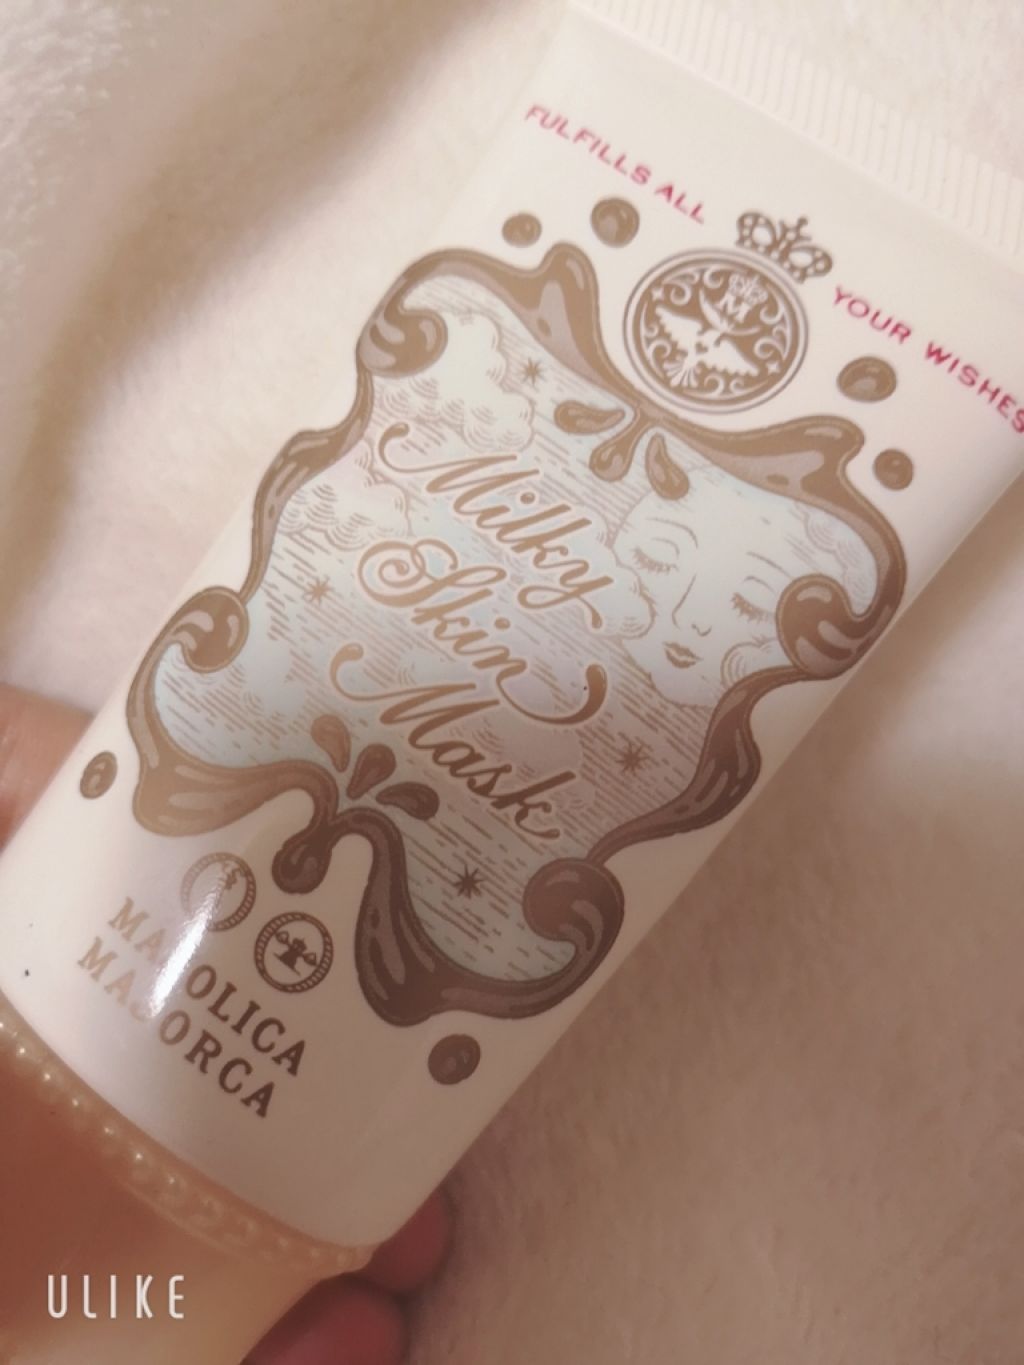 FULFILLS ALL
YOUR WISHES
M
Milky
Skin
Mask
MAJOLICA
MAJORCA
ULIKE